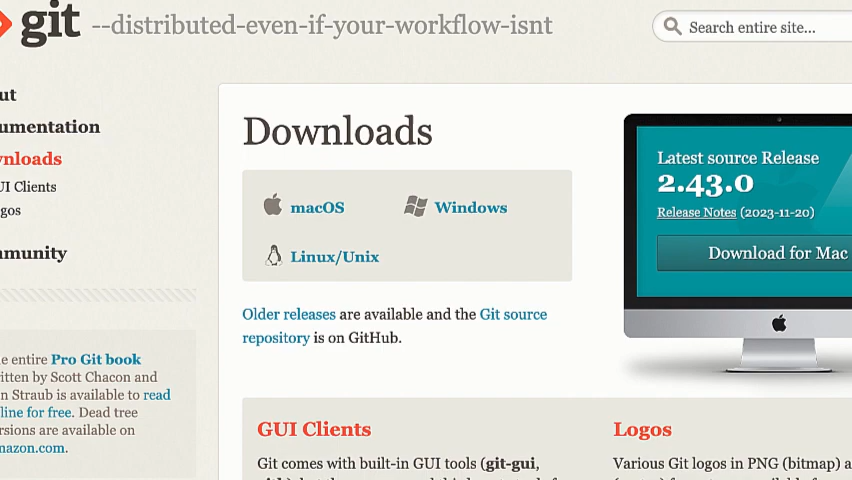 git --distributed-even-if-your-workflow-isnt
Search entire site...
Downloads
macOS
Windows
Linux/Unix
Older releases are available and the Git source
repository is on GitHub.
Latest source Release
2.43.0
Release Notes (2023-11-20)
Download for Mac
GUI Clients
Git comes with built-in GUI tools (git-gui,
Logos
Various Git logos in PNG (bitmap) a
ut
umentation
nloads
UI Clients
gos
munity
e entire Pro Git book
itten by Scott Chacon and
n Straub is available to read
line for free. Dead tree
rsions are available on
nazon.com.